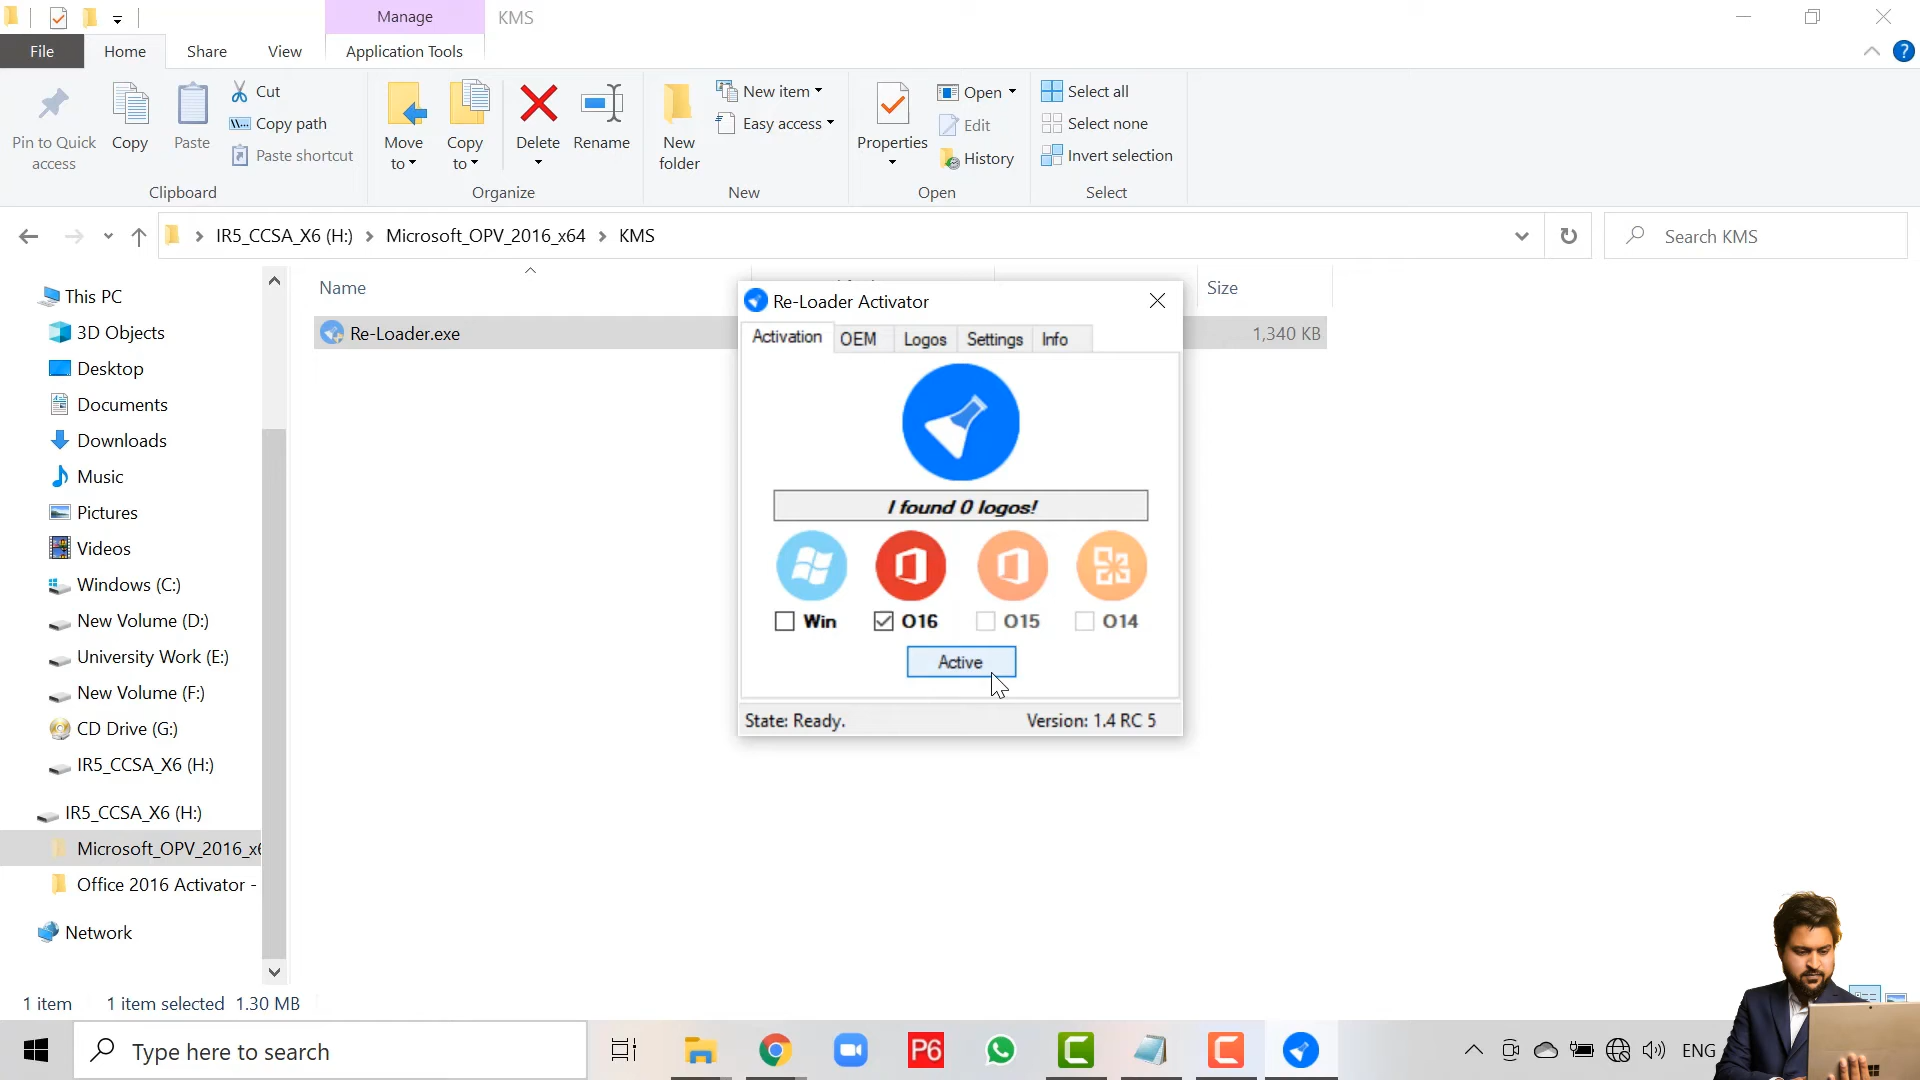 Manage
KMS
File
Home
Share
View
Application Tools
Pin to Quick access
Copy
Paste
Cut
Copy path
Paste shortcut
Clipboard
Move to
Copy to
Delete
Rename
Organize
New folder
New item
Easy access
New
Properties
Open
Edit
History
Open
Select all
Select none
Invert selection
Select
IR5_CCSA_X6 (H:)
Microsoft_OPV_2016_x64
KMS
Search KMS
Name
Size
Re-Loader.exe
1,340 KB
This PC
3D Objects
Desktop
Documents
Downloads
Music
Pictures
Videos
Windows (C:)
New Volume (D:)
University Work (E:)
New Volume (F:)
CD Drive (G:)
IR5_CCSA_X6 (H:)
IR5_CCSA_X6 (H:)
Microsoft_OPV_2016_x6
Office 2016 Activator -
Network
Re-Loader Activator
Activation
OEM
Logos
Settings
Info
I found 0 logos!
Win
O16
O15
O14
Active
State: Ready.
Version: 1.4 RC 5
1 item
1 item selected 1.30 MB
Type here to search
P6
ENG